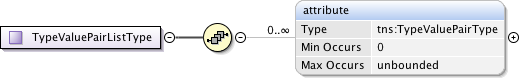 attribute
TypeValuePairListType
0..∞
Type tns:TypeValuePairType
Min Occurs 0
Max Occurs unbounded